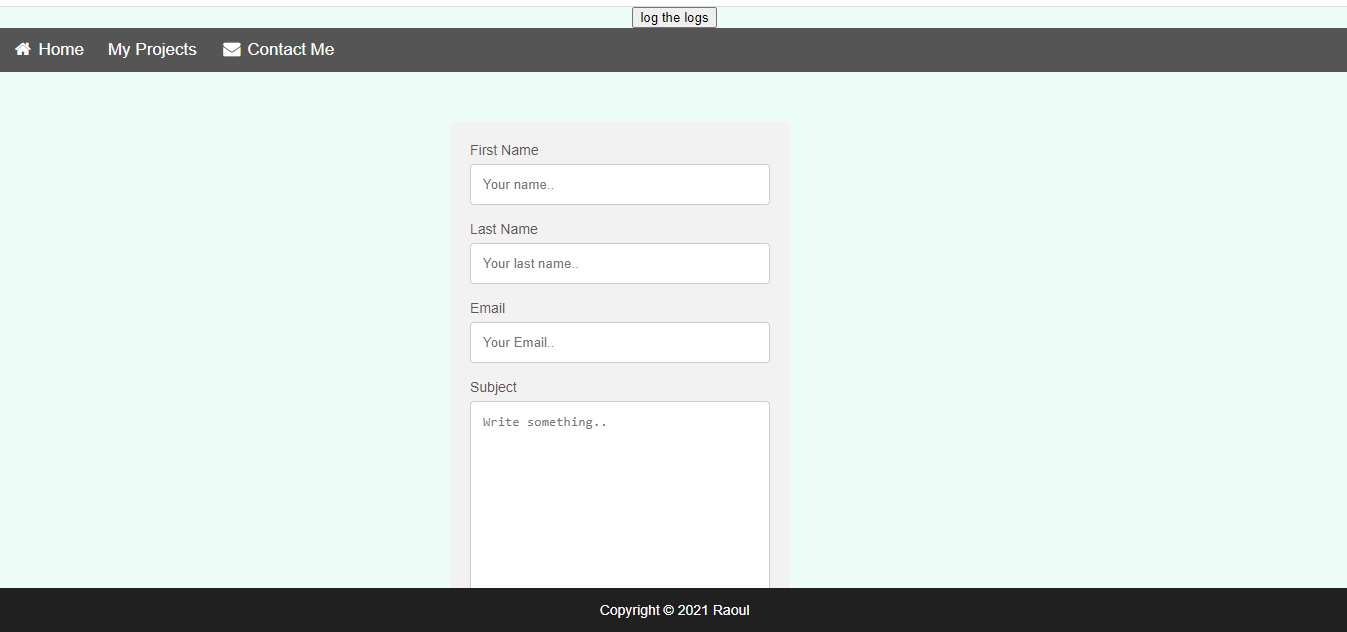 log the logs
Home My Projects Contact Me
First Name
Your name..
Last Name
Your last name..
Email
Your Email..
Subject
Write something..
Copyright © 2021 Raoul